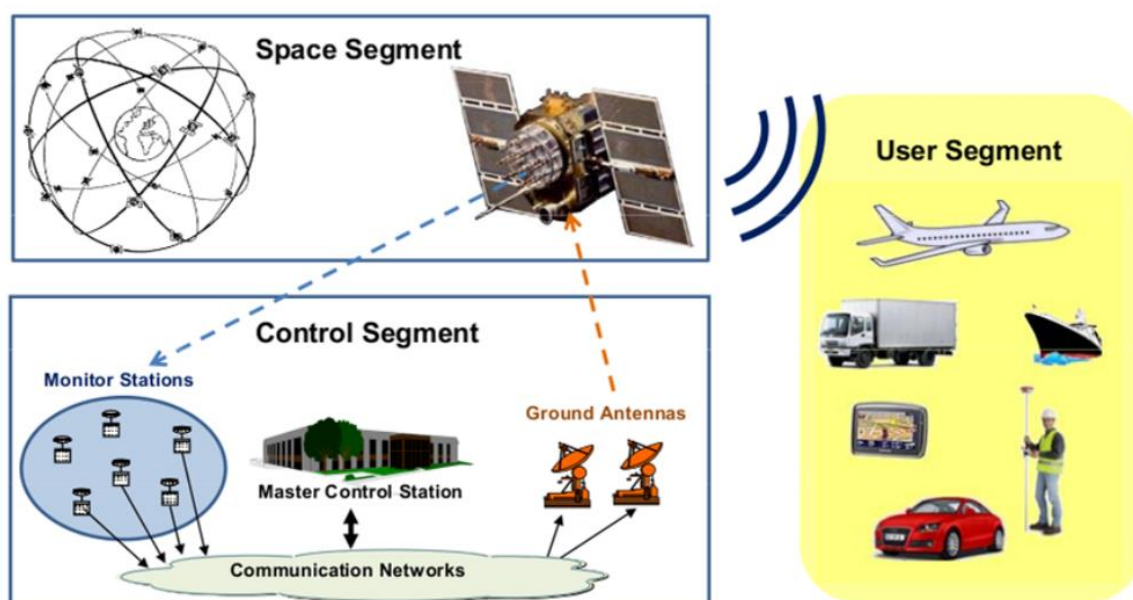 Space Segment
User Segment
Control Segment
Monitor Stations
Ground Antennas
Master Control Station
Communication Networks